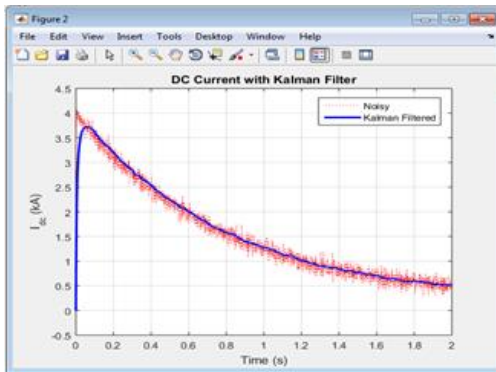 Figure 2
File Edit View Insert Tools Desktop Window Help
DC Current with Kalman Filter
4.5
4
3.5
3
2.5
2
1.5
1
0.5
0
-0.5
I_dc (kA)
Noisy
Kalman Filtered
0 0.2 0.4 0.6 0.8 1 1.2 1.4 1.6 1.8 2
Time (s)